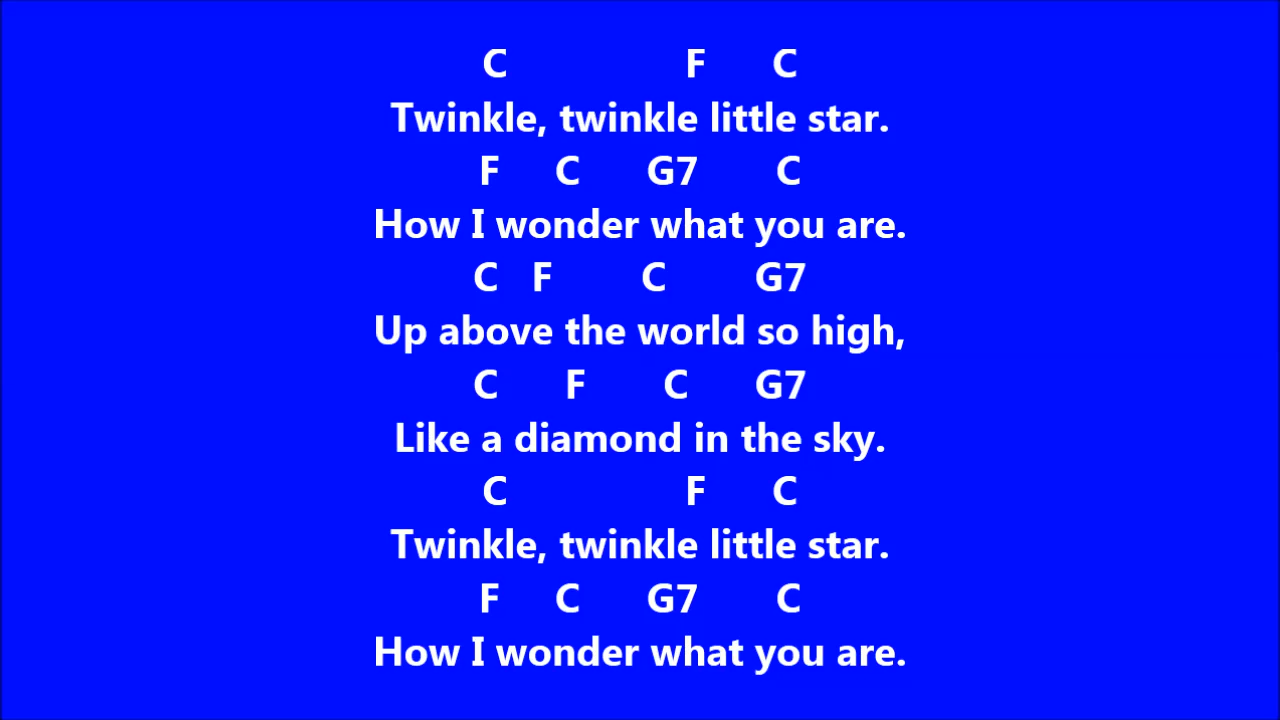 C F C
Twinkle, twinkle little star.
F C G7 C
How I wonder what you are.
C F C G7
Up above the world so high,
C F C G7
Like a diamond in the sky.
C F C
Twinkle, twinkle little star.
F C G7 C
How I wonder what you are.